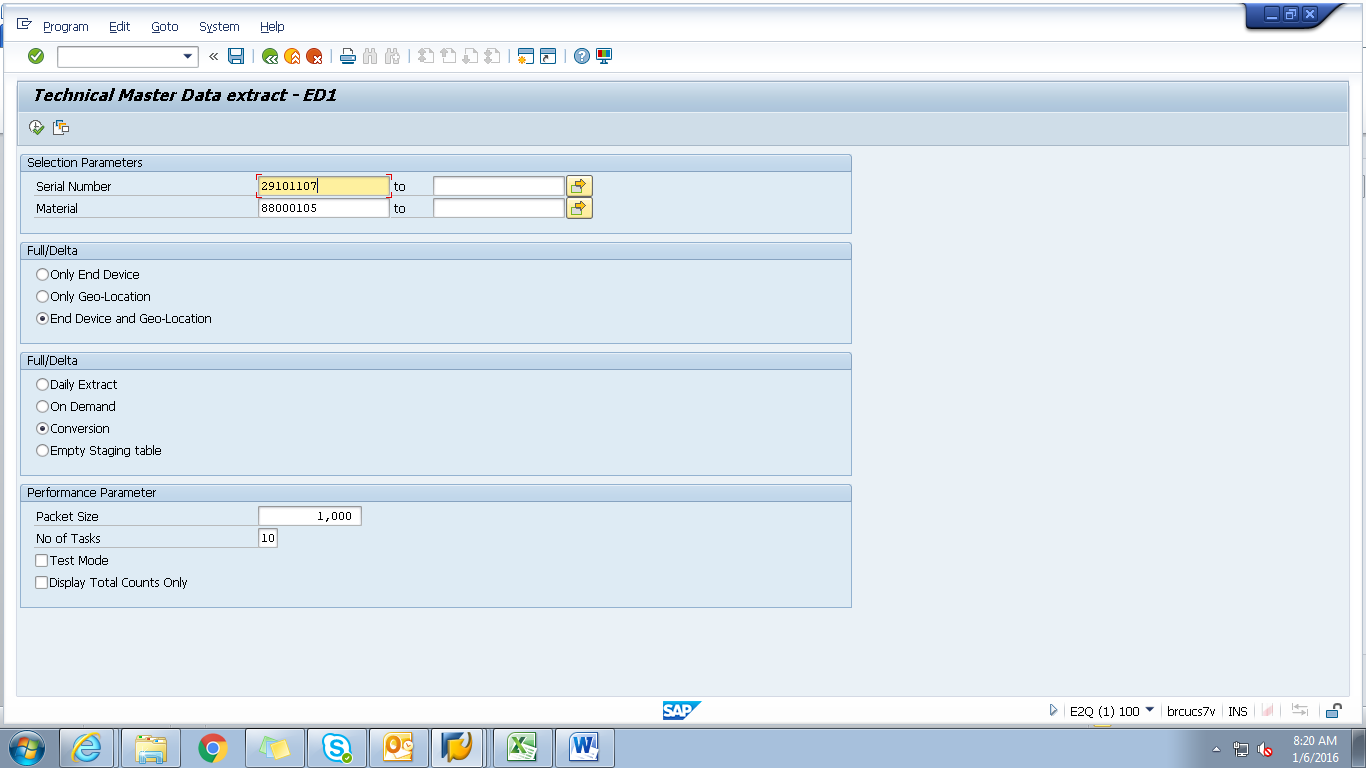 Program Edit Goto System Help
Technical Master Data extract - ED1
Selection Parameters
Serial Number 29101107 to
Material 88000105 to
Full/Delta
Only End Device
Only Geo-Location
End Device and Geo-Location
Full/Delta
Daily Extract
On Demand
Conversion
Empty Staging table
Performance Parameter
Packet Size 1,000
No of Tasks 10
Test Mode
Display Total Counts Only
SAP E2Q (1) 100 brcucs7v INS
8:20 AM
1/6/2016